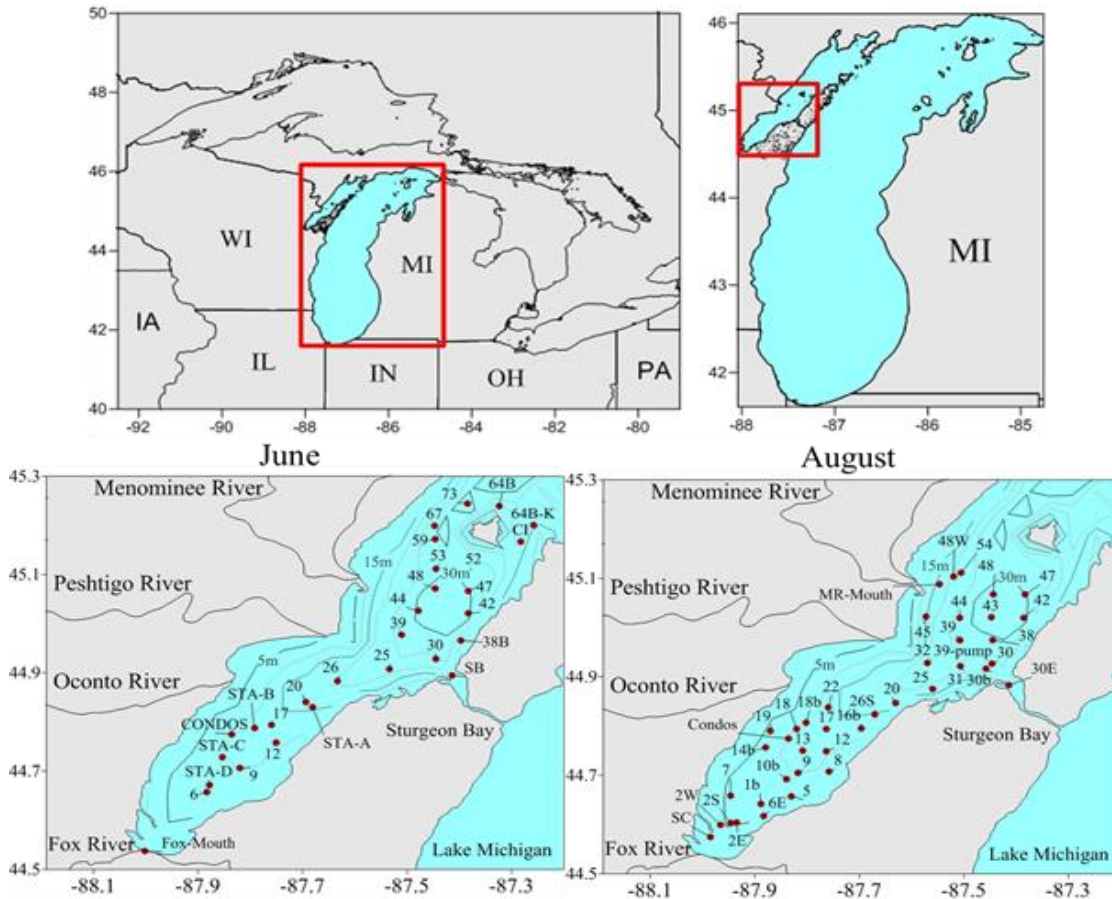 50
48
46
44
42
40
WI
MI
IA
IL
IN
OH
PA
-92
-90
-88
-86
-84
-82
-80
46
45
44
43
42
MI
-88
-87
-86
-85
June
August
45.3
45.1
44.9
44.7
44.5
Menominee River
Peshtigo River
Oconto River
Fox River
Fox-Mouth
Sturgeon Bay
Lake Michigan
64B
73
67
64B-K
CI
59
53
52
15m
48
30m
47
44
42
39
38B
30
25
SB
26
5m
20
STA-B
17
STA-A
CONDOS
STA-C
12
STA-D
9
6
-88.1
-87.9
-87.7
-87.5
-87.3
45.3
45.1
44.9
44.7
44.5
Menominee River
Peshtigo River
Oconto River
Fox River
Sturgeon Bay
Lake Michigan
54
48W
48
15m
30m
47
MR-Mouth
44
43
42
45
39
38
32
39-pump
30
5m
25
31
30b
30E
22
20
18
18b
26S
19
17
16b
Condos
13
12
14b
10b
9
8
7
1b
5
2W
2S
6E
SC
2E
-88.1
-87.9
-87.7
-87.5
-87.3